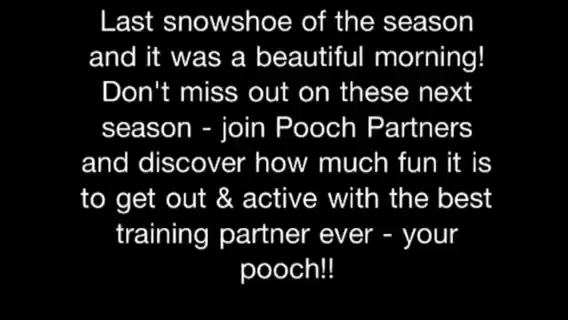 Last snowshoe of the season
and it was a beautiful morning!
Don't miss out on these next
season - join Pooch Partners
and discover how much fun it is
to get out & active with the best
training partner ever - your
pooch!!